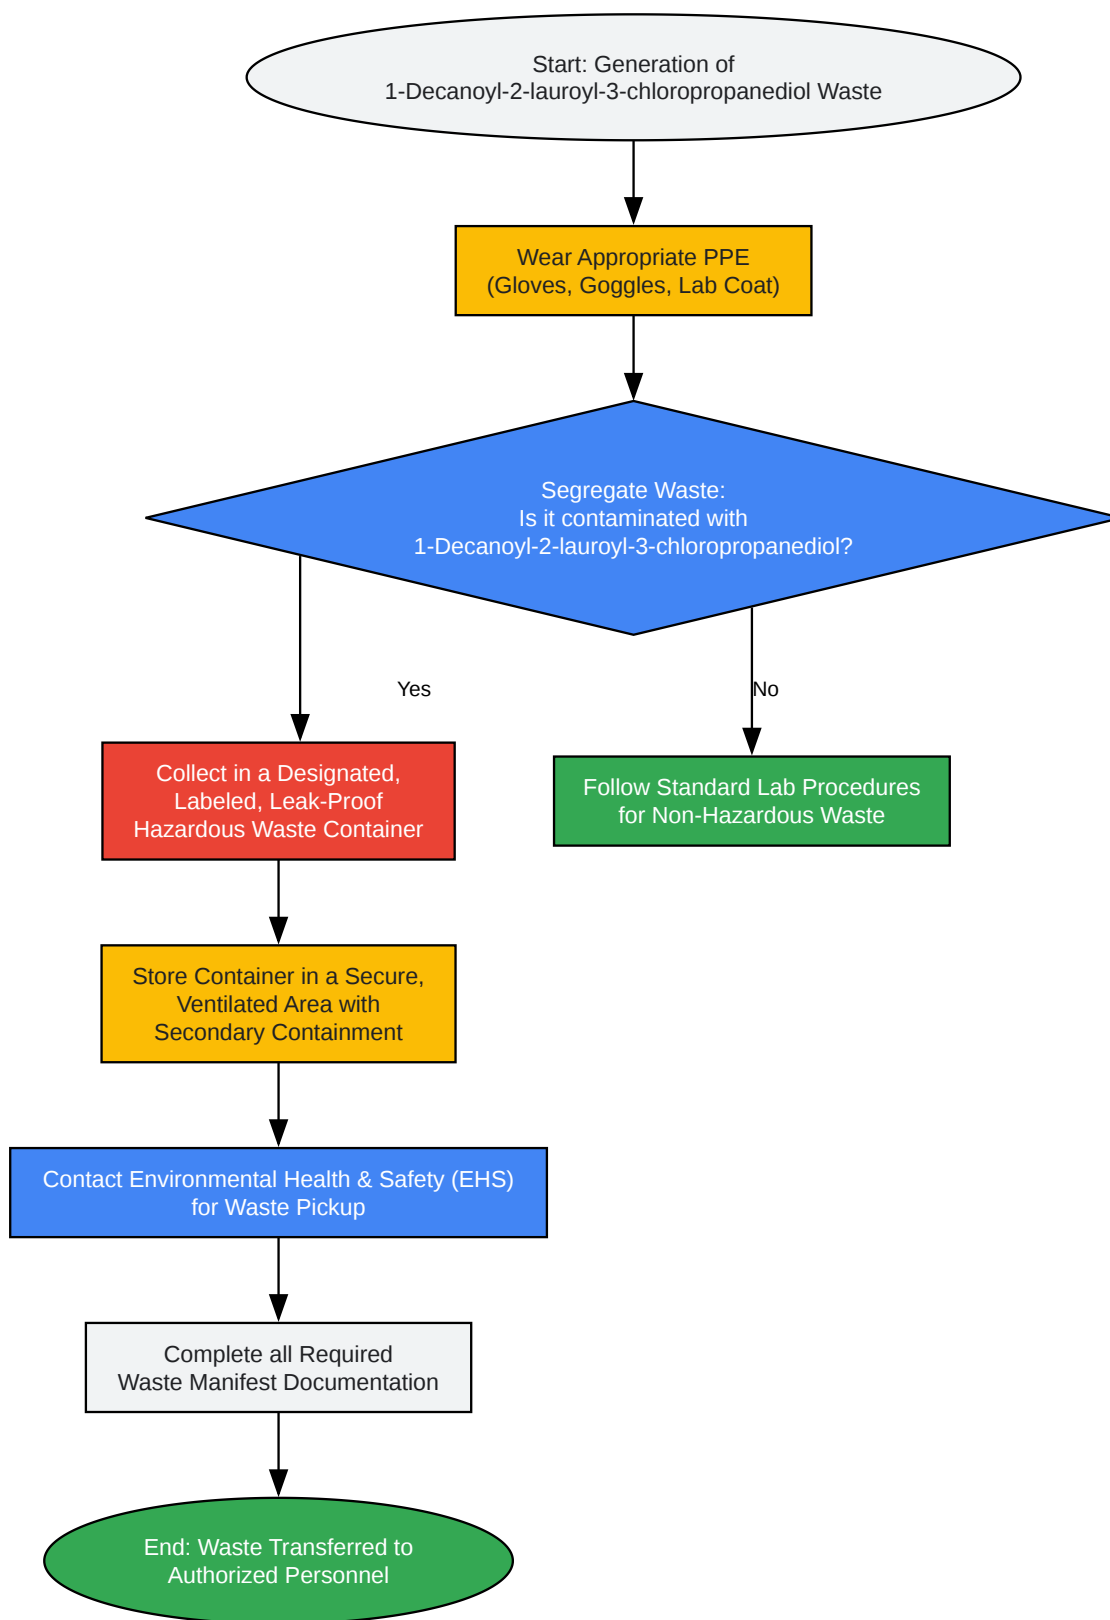 Start: Generation of
1-Decanoyl-2-lauroyl-3-chloropropanediol Waste
Wear Appropriate PPE
(Gloves, Goggles, Lab Coat)
Segregate Waste:
Is it contaminated with
1-Decanoyl-2-lauroyl-3-chloropropanediol?
Yes
No
Collect in a Designated,
Labeled, Leak-Proof
Hazardous Waste Container
Follow Standard Lab Procedures
for Non-Hazardous Waste
Store Container in a Secure,
Ventilated Area with
Secondary Containment
Contact Environmental Health & Safety (EHS)
for Waste Pickup
Complete all Required
Waste Manifest Documentation
End: Waste Transferred to
Authorized Personnel